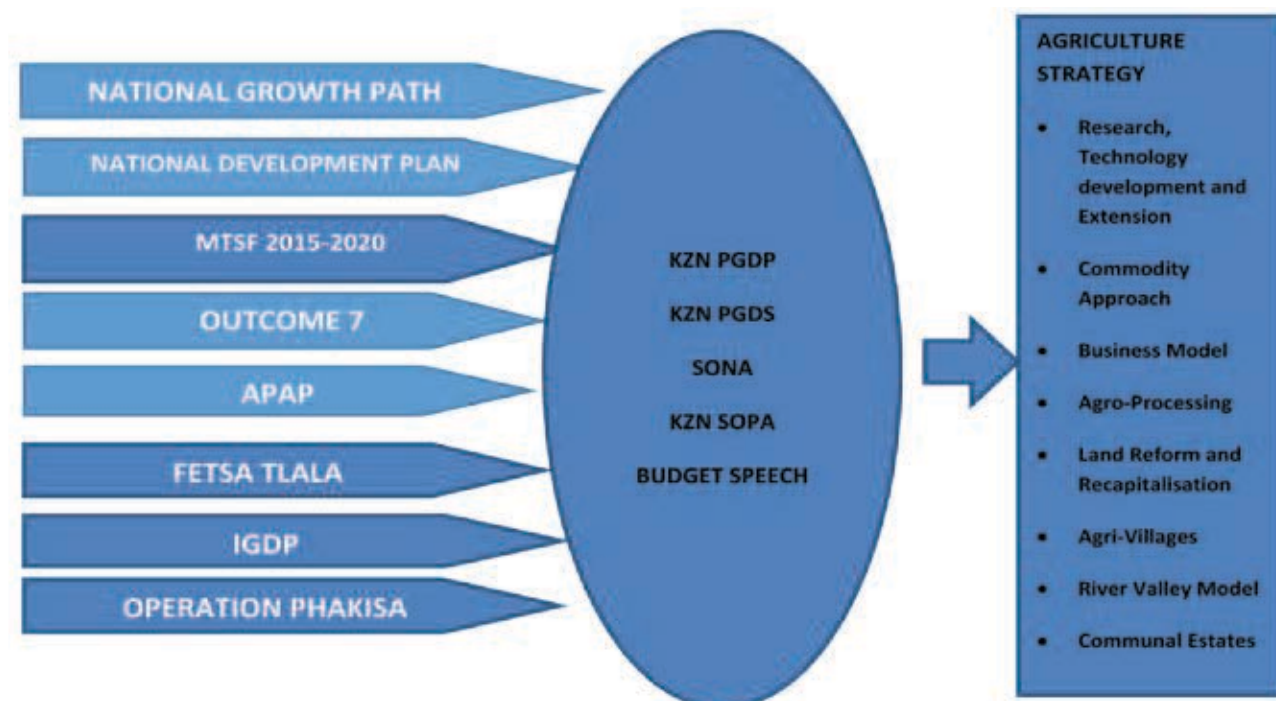 NATIONAL GROWTH PATH
NATIONAL DEVELOPMENT PLAN
MTSF 2015-2020
OUTCOME 7
APAP
FETSA TLALA
IGDP
OPERATION PHAKISA
KZN PGDP
KZN PGDS
SONA
KZN SOPA
BUDGET SPEECH
AGRICULTURE
STRATEGY
• Research,
Technology
development and
Extension
• Commodity
Approach
• Business Model
• Agro-Processing
• Land Reform and
Recapitalisation
• Agri-Villages
• River Valley Model
• Communal Estates